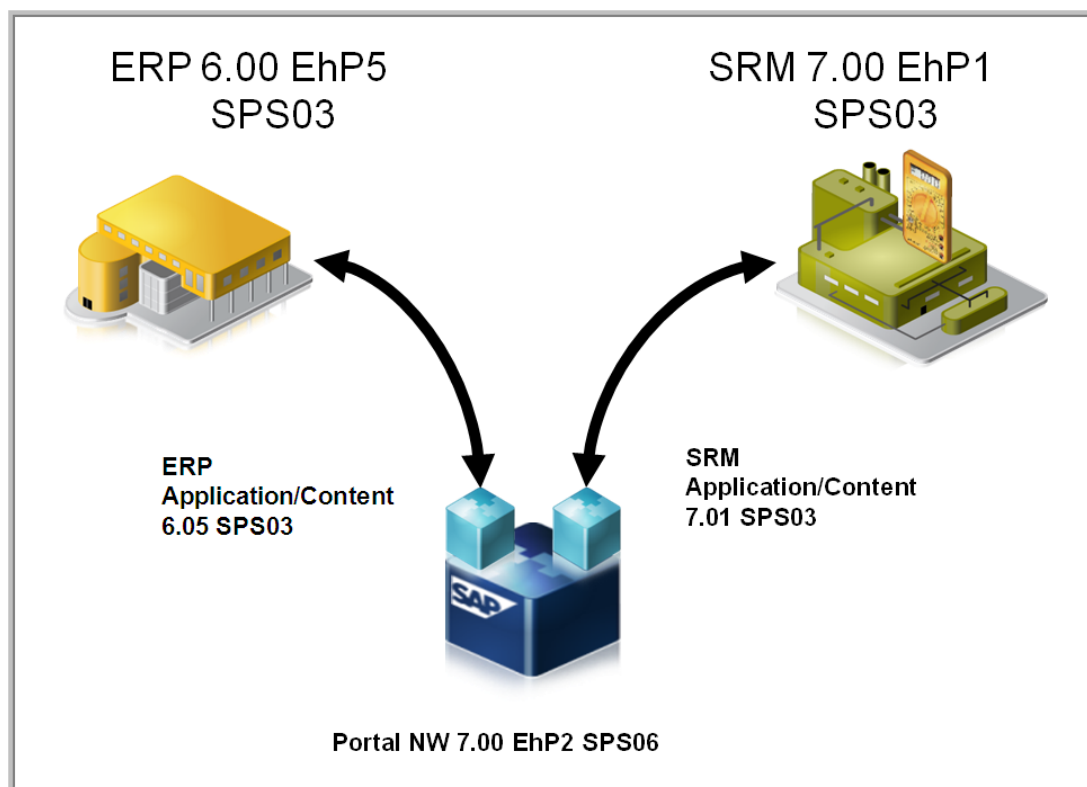 ERP 6.00 EhP5
SPS03
SRM 7.00 EhP1
SPS03
ERP
Application/Content
6.05 SPS03
SRM
Application/Content
7.01 SPS03
SAP
Portal NW 7.00 EhP2 SPS06